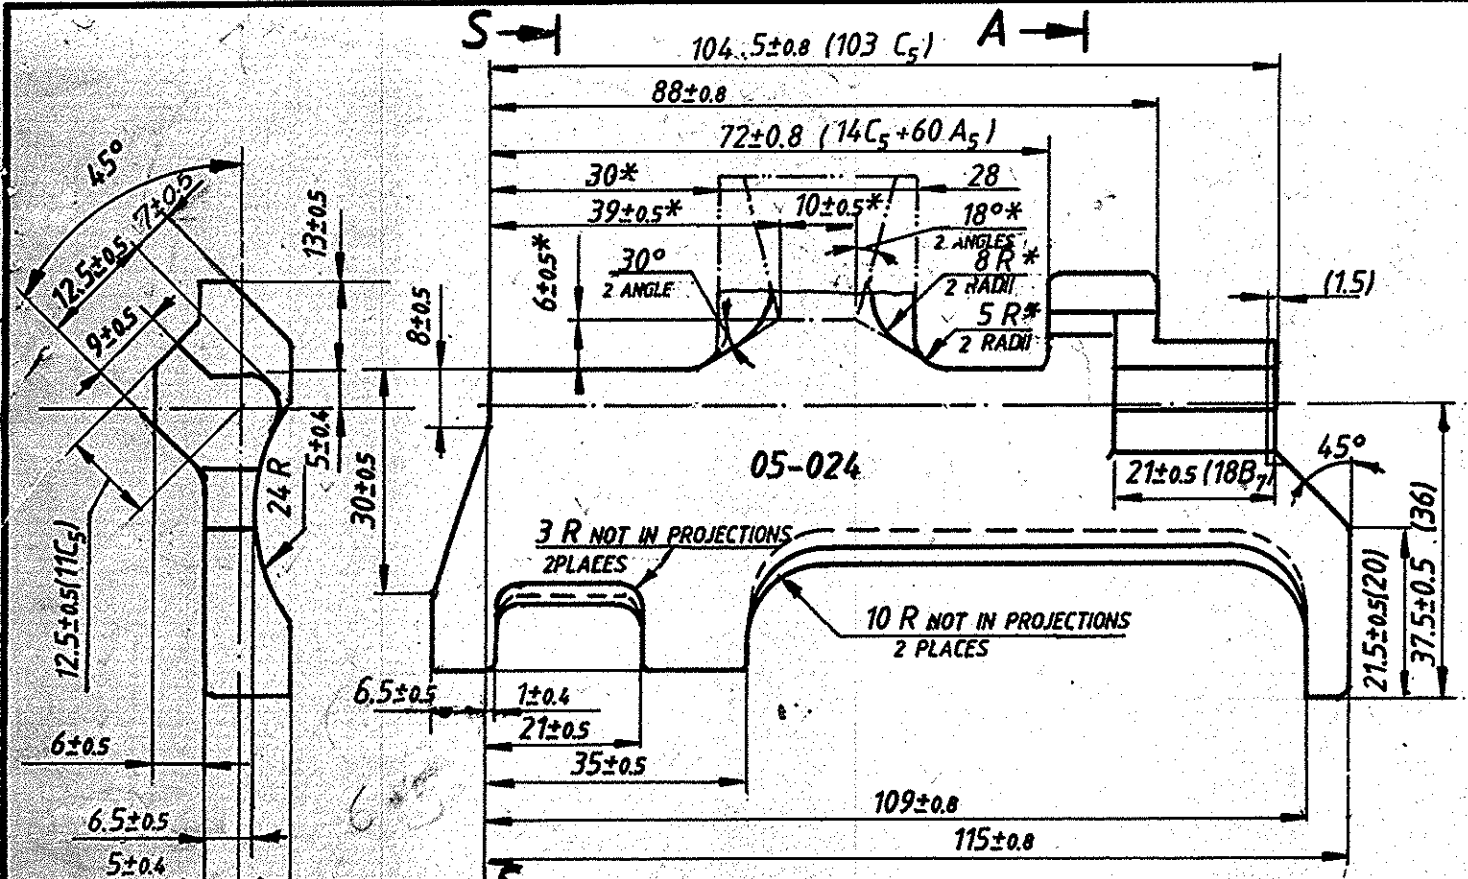 S
A
104.5±0.8 (103 C₅)
88±0.8
72±0.8 (14C₅+60 A₅)
30*
28
39±0.5*
10±0.5*
18°*
2 ANGLES
6±0.5*
30°
2 ANGLE
8 R*
2 RADII
5 R*
2 RADII
(1.5)
8±0.5
45°
7±0.5
12.5±0.5
13±0.5
9±0.5
5±0.4
24 R
30±0.5
12.5±0.5(11C₅)
05-024
21±0.5 (18B₇)
45°
3 R NOT IN PROJECTIONS
2PLACES
10 R NOT IN PROJECTIONS
2 PLACES
21.5±0.5(20)
37.5±0.5 (36)
6.5±0.5
1±0.4
21±0.5
35±0.5
6±0.5
109±0.8
6.5±0.5
115±0.8
5±0.4